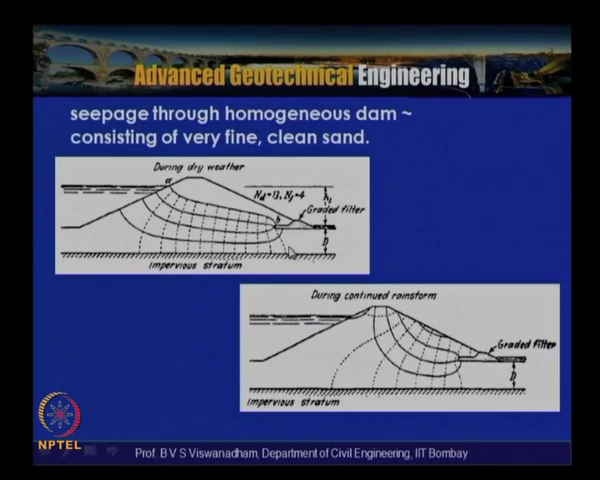 Advanced Geotechnical Engineering
seepage through homogeneous dam ~
consisting of very fine, clean sand.
During dry weather
a
Nd=13, Nf=4
h1
Graded filter
b
D
Impervious stratum
During continued rainstorm
Graded filter
D
Impervious stratum
NPTEL
Prof. B V S Viswanadham, Department of Civil Engineering, IIT Bombay